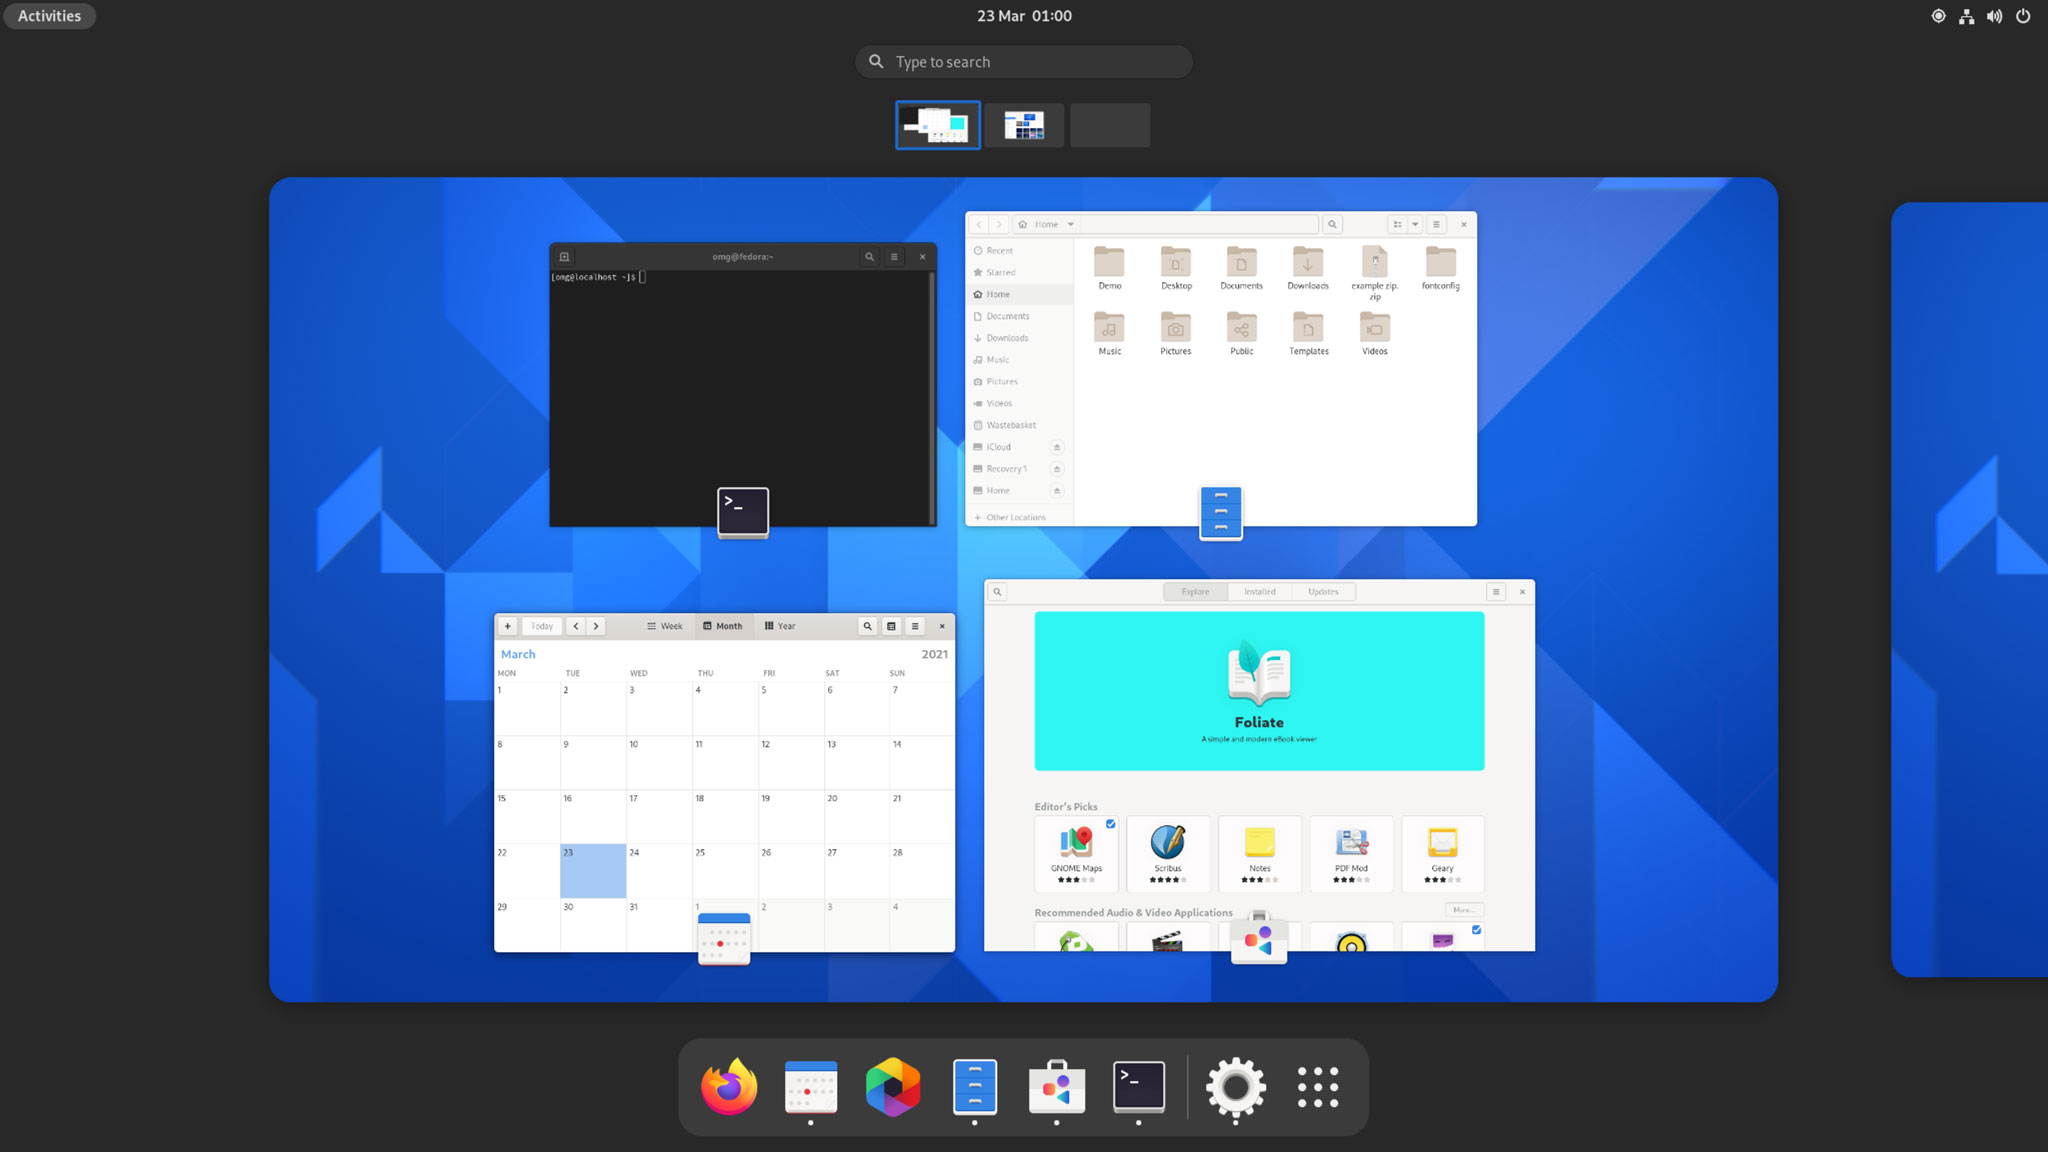 Activities
23 Mar 01:00
Type to search
omg@fedora:~
[omg@localhost ~]$
Home
Recent
Starred
Home
Documents
Downloads
Music
Pictures
Videos
Wastebasket
iCloud
Recovery1
Home
+ Other Locations
Demo
Desktop
Documents
Downloads
example zip.
zip
fontconfig
Music
Pictures
Public
Templates
Videos
>_
Today
Week
Month
Year
March
2021
MON TUE WED THU FRI SAT SUN
1 2 3 4 5 6 7
8 9 10 11 12 13 14
15 16 17 18 19 20 21
22 23 24 25 26 27 28
29 30 31 1 2 3 4
Explore
Installed
Updates
Foliate
A simple and modern eBook viewer
Editor's Picks
GNOME Maps
Scribus
Notes
PDF Mod
Geary
Recommended Audio & Video Applications
More...
>_